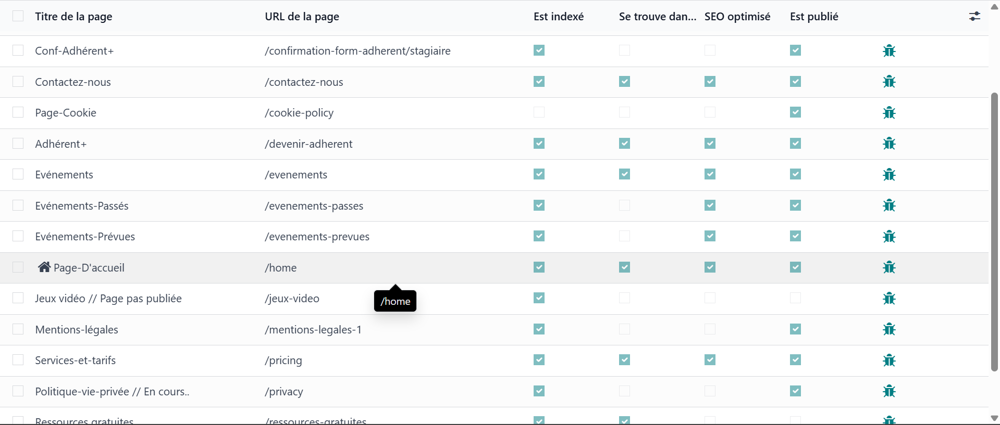 Titre de la page URL de la page Est indexé Se trouve dan... SEO optimisé Est publié
Conf-Adhérent+ /confirmation-form-adherent/stagiaire
Contactez-nous /contactez-nous
Page-Cookie /cookie-policy
Adhérent+ /devenir-adherent
Evénements /evenements
Evénements-Passés /evenements-passes
Evénements-Prévues /evenements-prevues
Page-D'accueil /home
Jeux vidéo // Page pas publiée /jeux-video
/home
Mentions-légales /mentions-legales-1
Services-et-tarifs /pricing
Politique-vie-privée // En cours.. /privacy
Ressources gratuites /ressources-gratuites